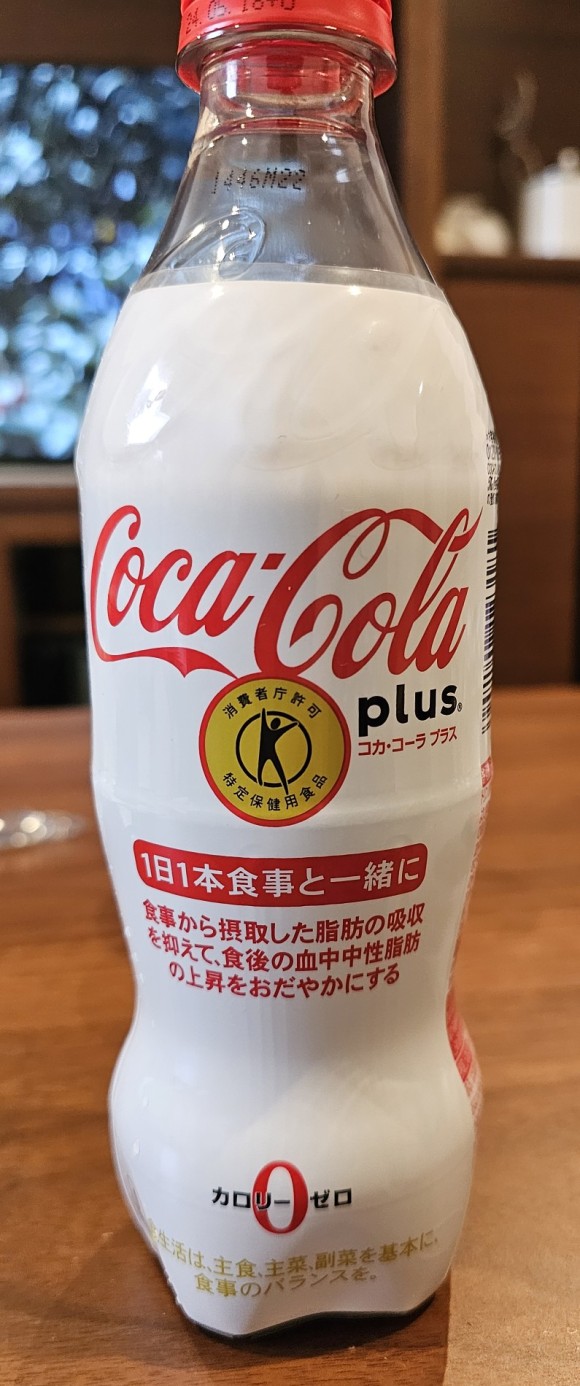 1446M22
Coca-Cola
plus
コカ・コーラ プラス
消費者庁許可
特定保健用食品
1日1本食事と一緒に
食事から摂取した脂肪の吸収
を抑えて、食後の血中中性脂肪
の上昇をおだやかにする
カロリー0ゼロ
食生活は、主食、主菜、副菜を基本に、
食事のバランスを。